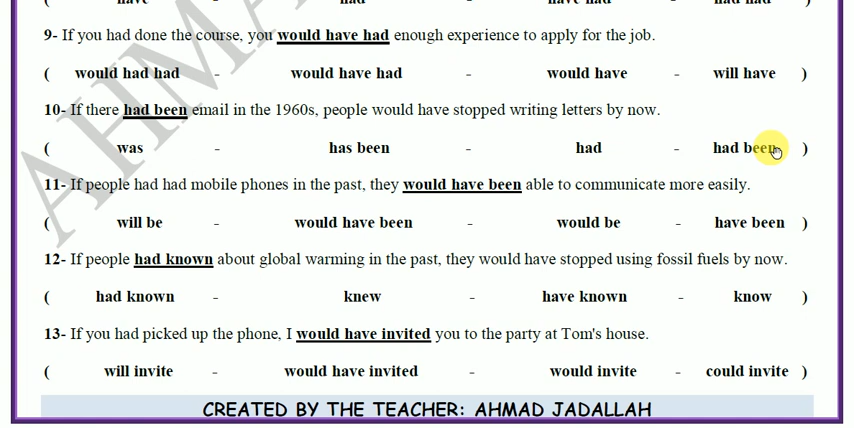 ( have - had - have had - had had )
9- If you had done the course, you would have had enough experience to apply for the job.
( would had had - would have had - would have - will have )
10- If there had been email in the 1960s, people would have stopped writing letters by now.
( was - has been - had - had been )
11- If people had had mobile phones in the past, they would have been able to communicate more easily.
( will be - would have been - would be - have been )
12- If people had known about global warming in the past, they would have stopped using fossil fuels by now.
( had known - knew - have known - know )
13- If you had picked up the phone, I would have invited you to the party at Tom's house.
( will invite - would have invited - would invite - could invite )
CREATED BY THE TEACHER: AHMAD JADALLAH
AHMA